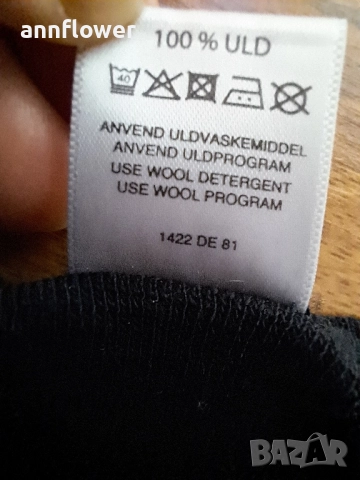 annflower
100 % ULD
40
ANVEND ULDVASKEMIDDEL
ANVEND ULDPROGRAM
USE WOOL DETERGENT
USE WOOL PROGRAM
1422 DE 81
BAZAR